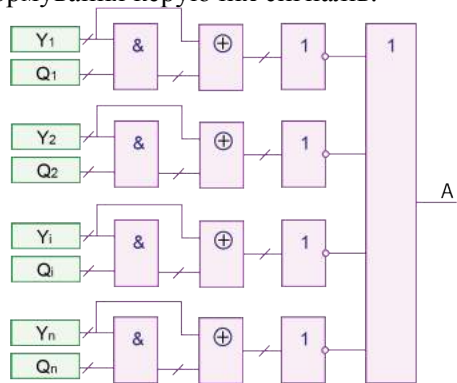 Y1 & ⊕ 1 1
Q1
Y2 & ⊕ 1
Q2
A
Yi & ⊕ 1
Qi
Yn & ⊕ 1
Qn